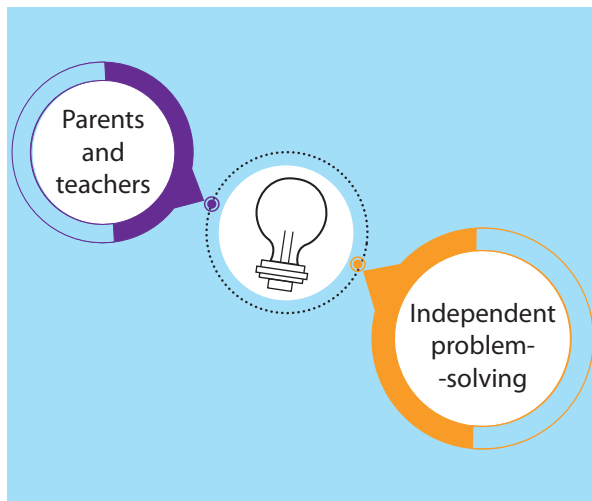 Parents
and
teachers
Independent
problem-
-solving